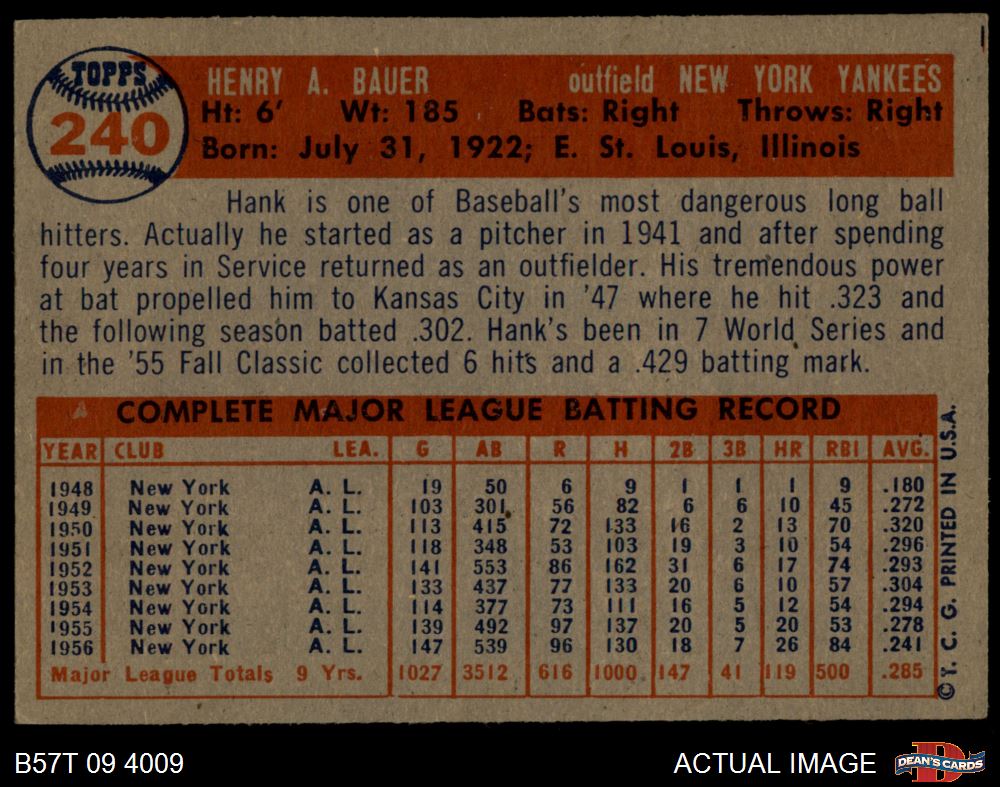 TOPPS
240
HENRY A. BAUER outfield NEW YORK YANKEES
Ht: 6' Wt: 185 Bats: Right Throws: Right
Born: July 31, 1922; E. St. Louis, Illinois
Hank is one of Baseball's most dangerous long ball
hitters. Actually he started as a pitcher in 1941 and after spending
four years in Service returned as an outfielder. His tremendous power
at bat propelled him to Kansas City in '47 where he hit .323 and
the following season batted .302. Hank's been in 7 World Series and
in the '55 Fall Classic collected 6 hits and a .429 batting mark.
COMPLETE MAJOR LEAGUE BATTING RECORD
YEAR CLUB LEA. G AB R H 2B 3B HR RBI AVG.
1948 New York A. L. 19 50 6 9 1 1 1 9 .180
1949 New York A. L. 103 301 56 82 6 6 10 45 .272
1950 New York A. L. 113 415 72 133 16 2 13 70 .320
1951 New York A. L. 118 348 53 103 19 3 10 54 .296
1952 New York A. L. 141 553 86 162 31 6 17 74 .293
1953 New York A. L. 133 437 77 133 20 6 10 57 .304
1954 New York A. L. 114 377 73 111 16 5 12 54 .294
1955 New York A. L. 139 492 97 137 20 5 20 53 .278
1956 New York A. L. 147 539 96 130 18 7 26 84 .241
Major League Totals 9 Yrs. 1027 3512 616 1000 147 41 119 500 .285
© T. C. G. PRINTED IN U.S.A.
B57T 09 4009 ACTUAL IMAGE
D
DEAN'S CARDS